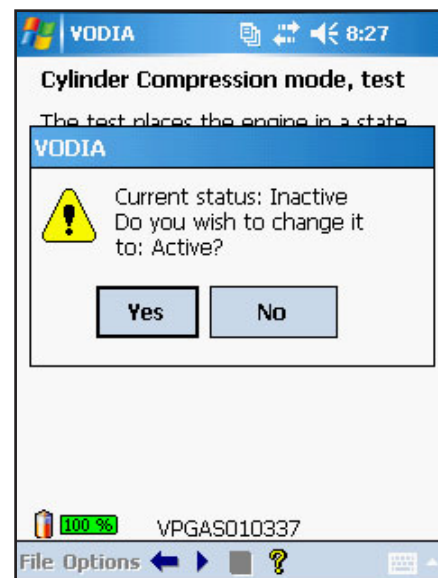 VODIA 8:27
Cylinder Compression mode, test
The test places the engine in a state
VODIA
Current status: Inactive
Do you wish to change it
to: Active?
Yes No
100 % VPGAS010337
File Options